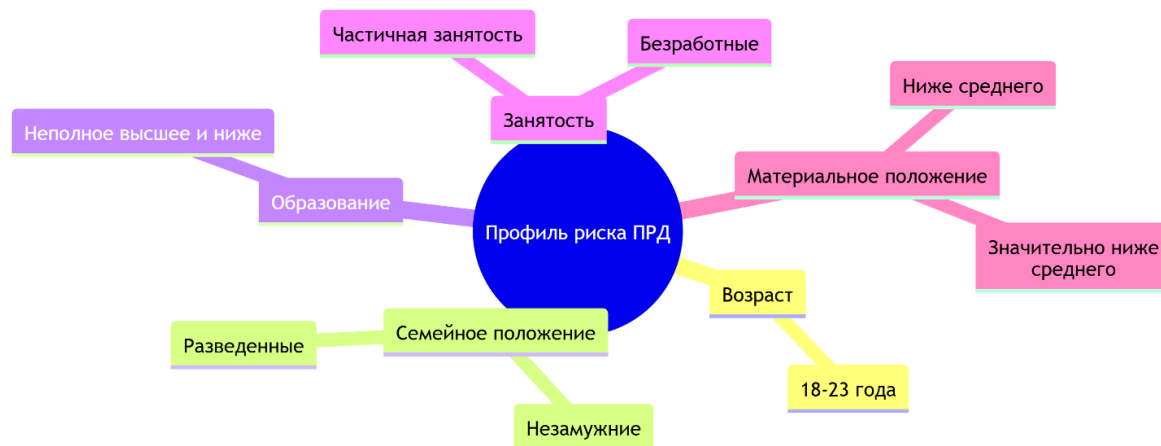 Частичная занятость
Безработные
Занятость
Ниже среднего
Материальное положение
Значительно ниже
среднего
Неполное высшее и ниже
Образование
Профиль риска ПРД
Возраст
18-23 года
Семейное положение
Разведенные
Незамужние